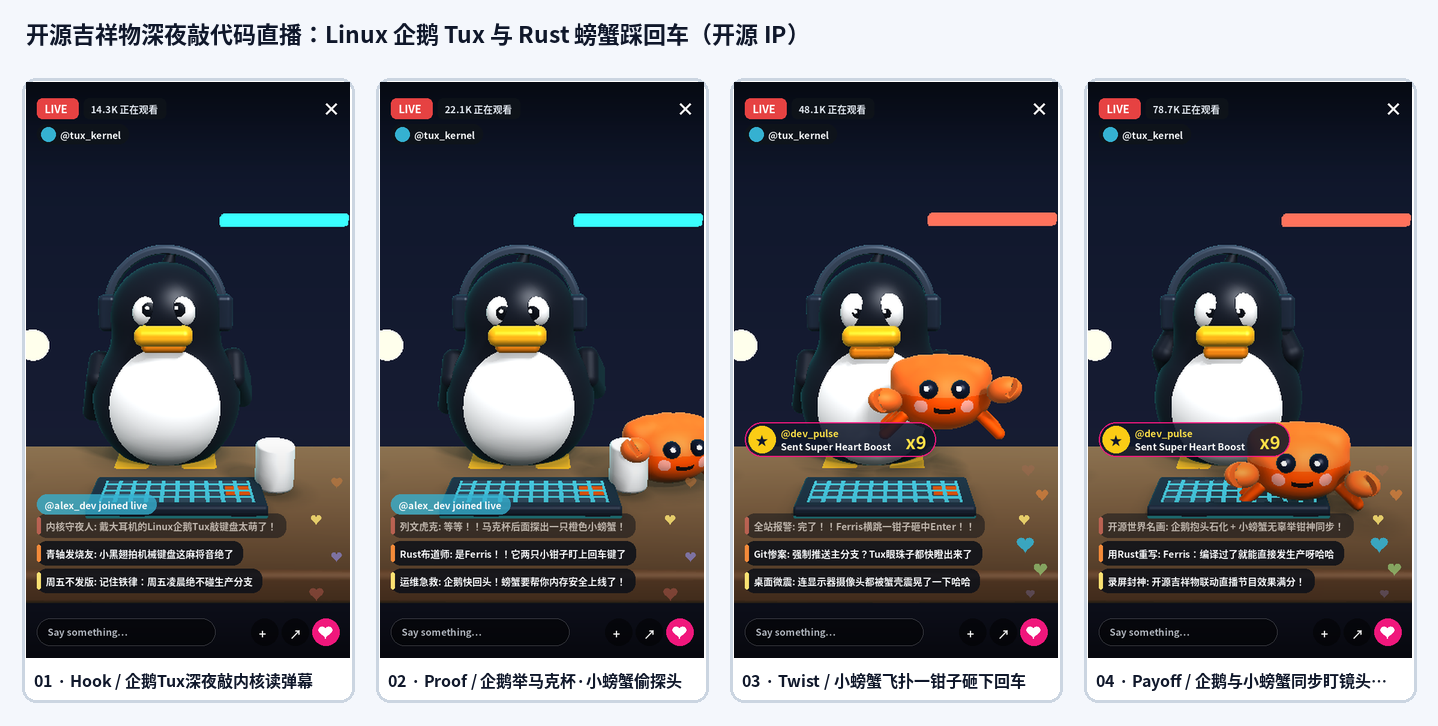 开源吉祥物深夜敲代码直播：Linux 企鹅 Tux 与 Rust 螃蟹踩回车（开源 IP）
LIVE 14.3K 正在观看 ✕
@tux_kernel
@alex_dev joined live
内核守夜人: 戴大耳机的Linux企鹅Tux敲键盘太萌了！
青轴发烧友: 小黑翅拍机械键盘这麻将音绝了
周五不发版: 记住铁律：周五凌晨绝不碰生产分支
Say something...
+ ↗
01 · Hook / 企鹅Tux深夜敲内核读弹幕
LIVE 22.1K 正在观看 ✕
@tux_kernel
@alex_dev joined live
列文虎克: 等等！！马克杯后面探出一只橙色小螃蟹！
Rust布道师: 是Ferris！！它两只小钳子盯上回车键了
运维急救: 企鹅快回头！螃蟹要帮你内存安全上线了！
Say something...
+ ↗
02 · Proof / 企鹅举马克杯·小螃蟹偷探头
LIVE 48.1K 正在观看 ✕
@tux_kernel
@dev_pulse
Sent Super Heart Boost x9
全站报警: 完了！！Ferris横跳一钳子砸中Enter！！
Git惨案: 强制推送主分支？Tux眼珠子都快瞪出来了
桌面微震: 连显示器摄像头都被蟹壳震晃了一下哈哈
Say something...
+ ↗
03 · Twist / 小螃蟹飞扑一钳子砸下回车
LIVE 78.7K 正在观看 ✕
@tux_kernel
@dev_pulse
Sent Super Heart Boost x9
开源世界名画: 企鹅抱头石化 + 小螃蟹无辜举钳神同步！
用Rust重写: Ferris：编译过了就能直接发生产呀哈哈
录屏封神: 开源吉祥物联动直播节目效果满分！
Say something...
+ ↗
04 · Payoff / 企鹅与小螃蟹同步盯镜头…